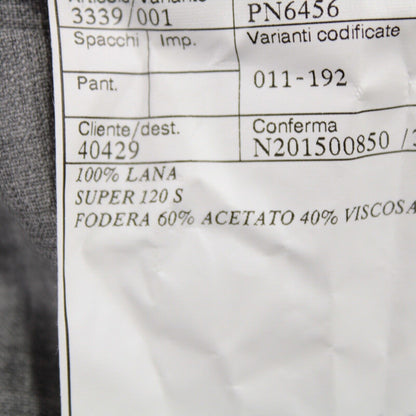 3339/001 PN6456
Spacchi Imp. Varianti codificate
Pant. 011-192
Cliente/dest. Conferma
40429 N201500850 /
100% LANA
SUPER 120 S
FODERA 60% ACETATO 40% VISCOSA